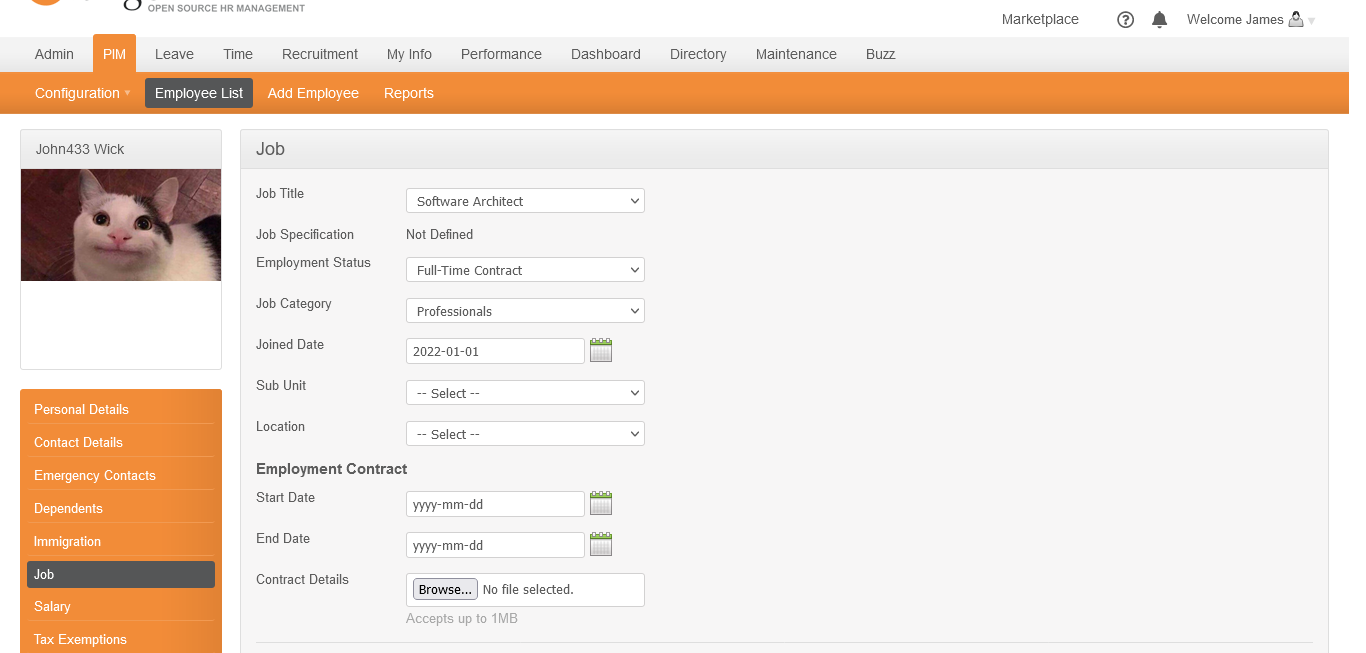 OPEN SOURCE HR MANAGEMENT
Marketplace
Welcome James
Admin PIM Leave Time Recruitment My Info Performance Dashboard Directory Maintenance Buzz
Configuration Employee List Add Employee Reports
John433 Wick
Personal Details
Contact Details
Emergency Contacts
Dependents
Immigration
Job
Salary
Tax Exemptions
Job
Job Title Software Architect
Job Specification Not Defined
Employment Status Full-Time Contract
Job Category Professionals
Joined Date 2022-01-01
Sub Unit -- Select --
Location -- Select --
Employment Contract
Start Date yyyy-mm-dd
End Date yyyy-mm-dd
Contract Details Browse... No file selected.
Accepts up to 1MB